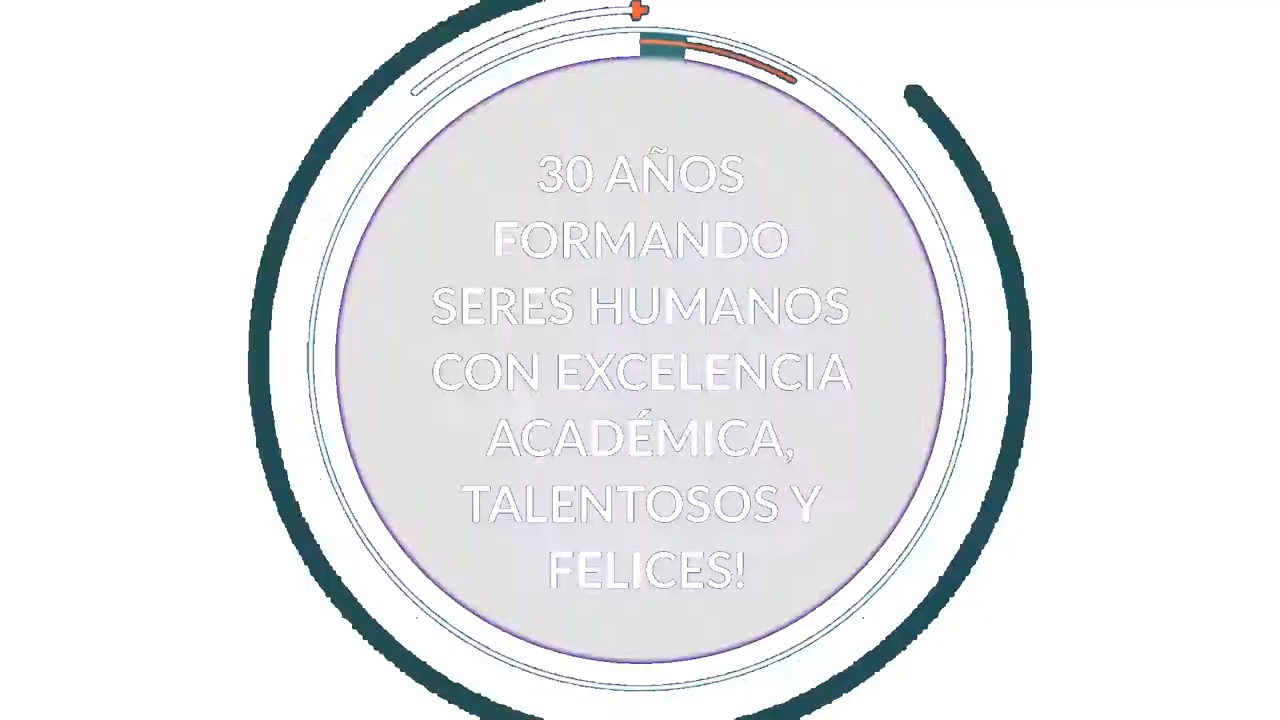 30 AÑOS
FORMANDO
SERES HUMANOS
CON EXCELENCIA
ACADÉMICA,
TALENTOSOS Y
FELICES!